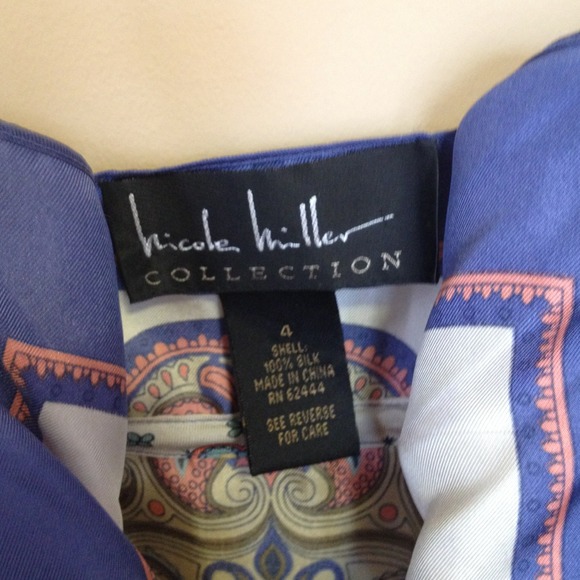 Nicole Miller
COLLECTION
4
SHELL:
100% SILK
MADE IN CHINA
RN 62444
SEE REVERSE
FOR CARE